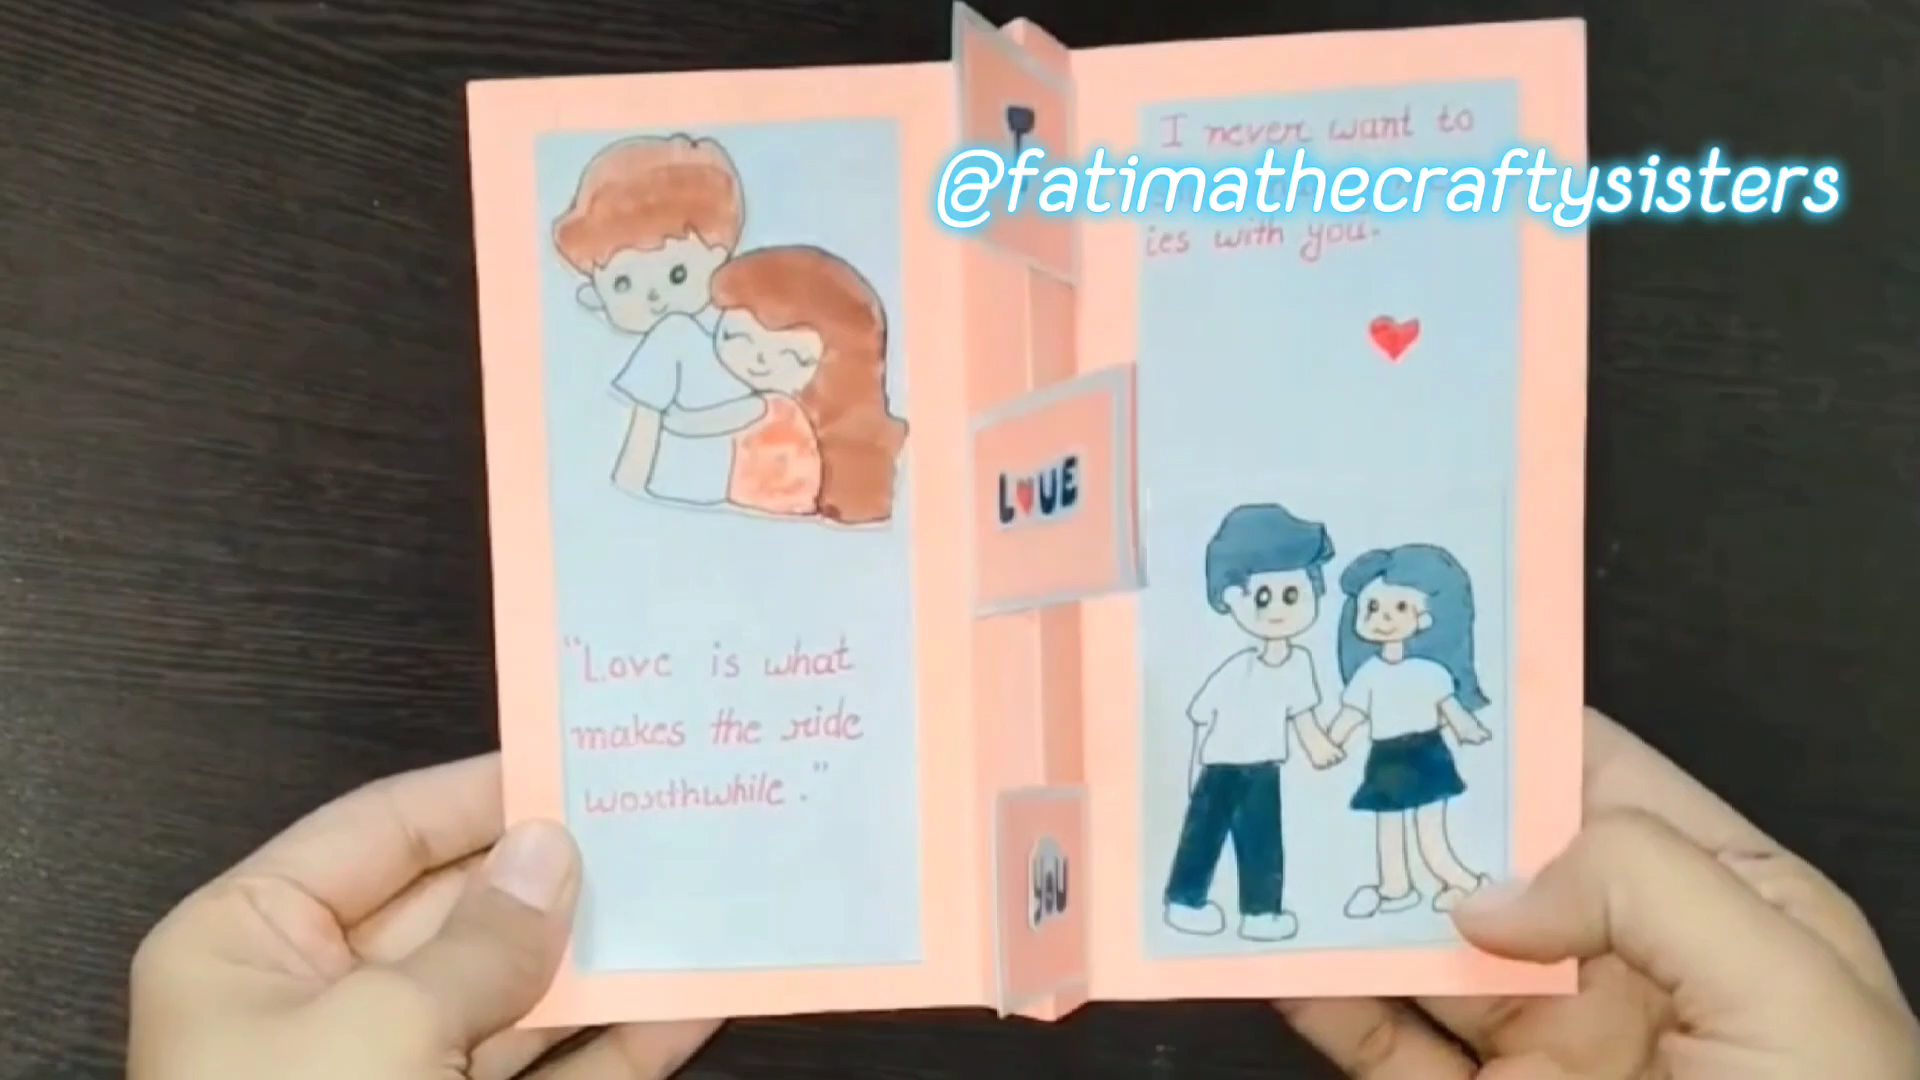 I
@fatimathecraftysisters
LOVE
YOU
"Love is what
makes the ride
worthwhile."
I never want to
ies with you.